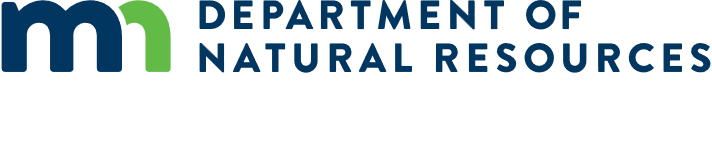 mn DEPARTMENT OF
NATURAL RESOURCES